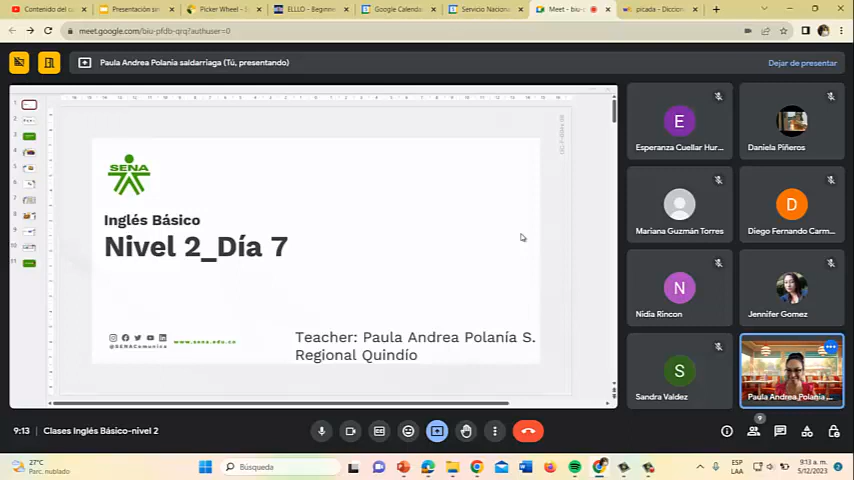 Contenido del cu
Presentación sin
Picker Wheel - S
ELLLO - Beginne
Google Calenda
Servicio Nacion
Meet - biu-
picada - Diccion
meet.google.com/biu-pfdb-qrq?authuser=0
Paula Andrea Polania saldarriaga (Tú, presentando)
Dejar de presentar
SENA
Inglés Básico
Nivel 2_Día 7
@SENAComunica
www.sena.edu.co
Teacher: Paula Andrea Polanía S.
Regional Quindío
E
Esperanza Cuellar Hur...
Daniela Piñeros
Mariana Guzmán Torres
D
Diego Fernando Carm...
N
Nidia Rincon
Jennifer Gomez
S
Sandra Valdez
Paula Andrea Polania ...
9:13
Clases Inglés Básico-nivel 2
9
27°C
Parc. nublado
Búsqueda
ESP
LAA
9:13 a. m.
5/12/2023